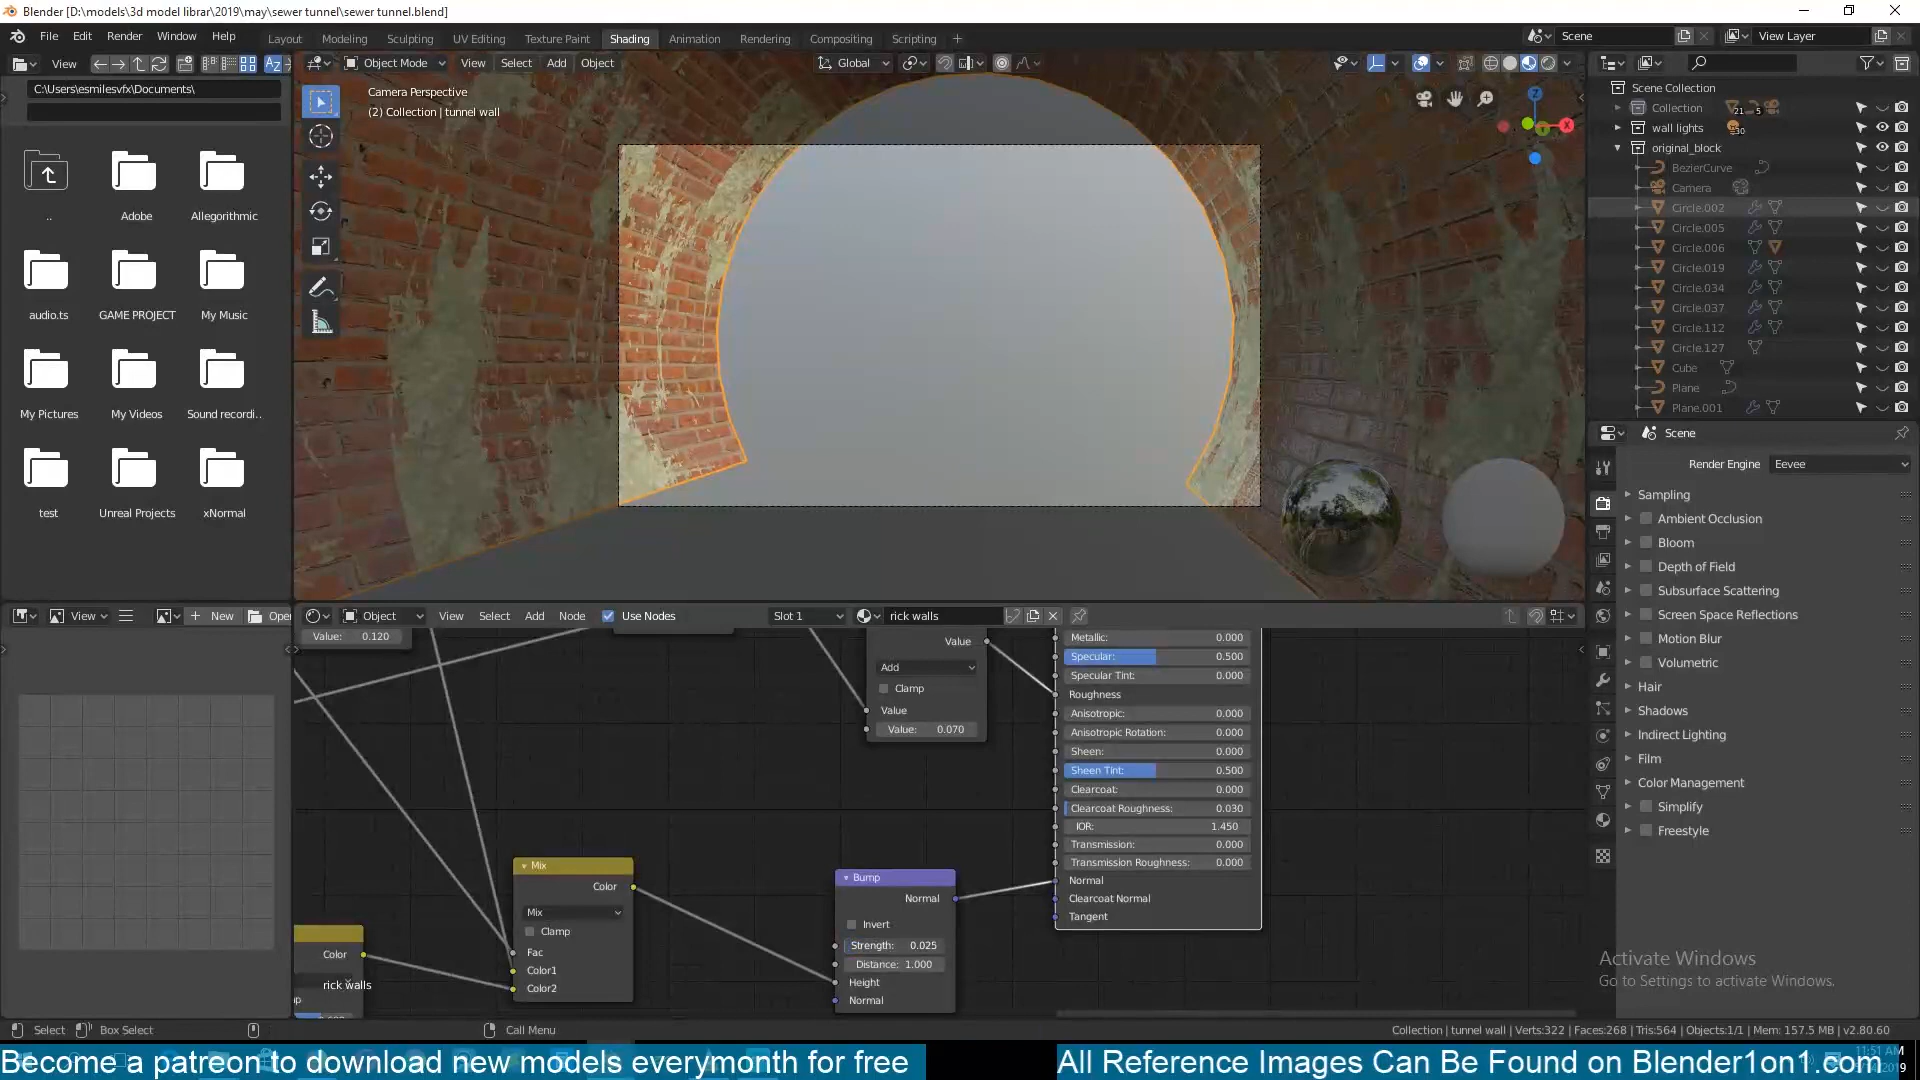 Blender [D:\models\3d model librar\2019\may\sewer tunnel\sewer tunnel.blend]
File Edit Render Window Help Layout Modeling Sculpting UV Editing Texture Paint Shading Animation Rendering Compositing Scripting Scene View Layer
View Object Mode View Select Add Object Global
C:\Users\esmilesvfx\Documents\
Camera Perspective
(2) Collection | tunnel wall
..
Adobe
Allegorithmic
audio.ts
GAME PROJECT
My Music
My Pictures
My Videos
Sound recordi..
test
Unreal Projects
xNormal
Scene Collection
Collection 21 5
wall lights 30
original_block
BezierCurve
Camera
Circle.002
Circle.005
Circle.006
Circle.019
Circle.034
Circle.037
Circle.112
Circle.127
Cube
Plane
Plane.001
Scene
Render Engine Eevee
Sampling
Ambient Occlusion
Bloom
Depth of Field
Subsurface Scattering
Screen Space Reflections
Motion Blur
Volumetric
Hair
Shadows
Indirect Lighting
Film
Color Management
Simplify
Freestyle
View New Open
Object View Select Add Node Use Nodes Slot 1 rick walls
Value: 0.120
Value
Add
Clamp
Value
Value: 0.070
Metallic: 0.000
Specular: 0.500
Specular Tint: 0.000
Roughness
Anisotropic: 0.000
Anisotropic Rotation: 0.000
Sheen: 0.000
Sheen Tint: 0.500
Clearcoat: 0.000
Clearcoat Roughness: 0.030
IOR: 1.450
Transmission: 0.000
Transmission Roughness: 0.000
Normal
Clearcoat Normal
Tangent
Mix
Color
Mix
Clamp
Fac
Color1
Color2
Bump
Normal
Invert
Strength: 0.025
Distance: 1.000
Height
Normal
Color
rick walls
Activate Windows
Go to Settings to activate Windows.
Select Box Select Call Menu
Collection | tunnel wall | Verts:322 | Faces:268 | Tris:564 | Objects:1/1 | Mem: 157.5 MB | v2.80.60
Become a patreon to download new models everymonth for free
All Reference Images Can Be Found on Blender1on1.com
11:51 AM